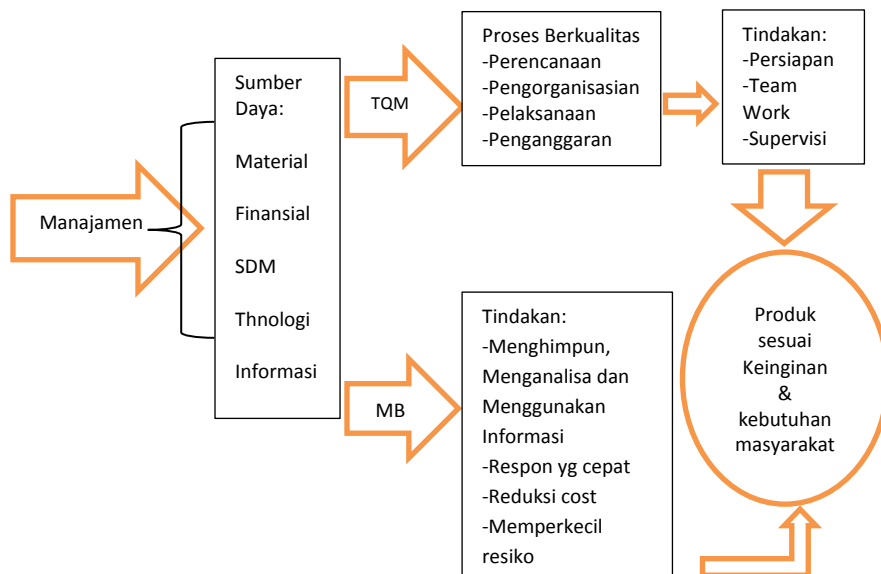 Manajamen
Sumber
Daya:
Material
Finansial
SDM
Thnologi
Informasi
TQM
Proses Berkualitas
-Perencanaan
-Pengorganisasian
-Pelaksanaan
-Penganggaran
Tindakan:
-Persiapan
-Team
Work
-Supervisi
MB
Tindakan:
-Menghimpun,
Menganalisa dan
Menggunakan
Informasi
-Respon yg cepat
-Reduksi cost
-Memperkecil
resiko
Produk
sesuai
Keinginan
&
kebutuhan
masyarakat